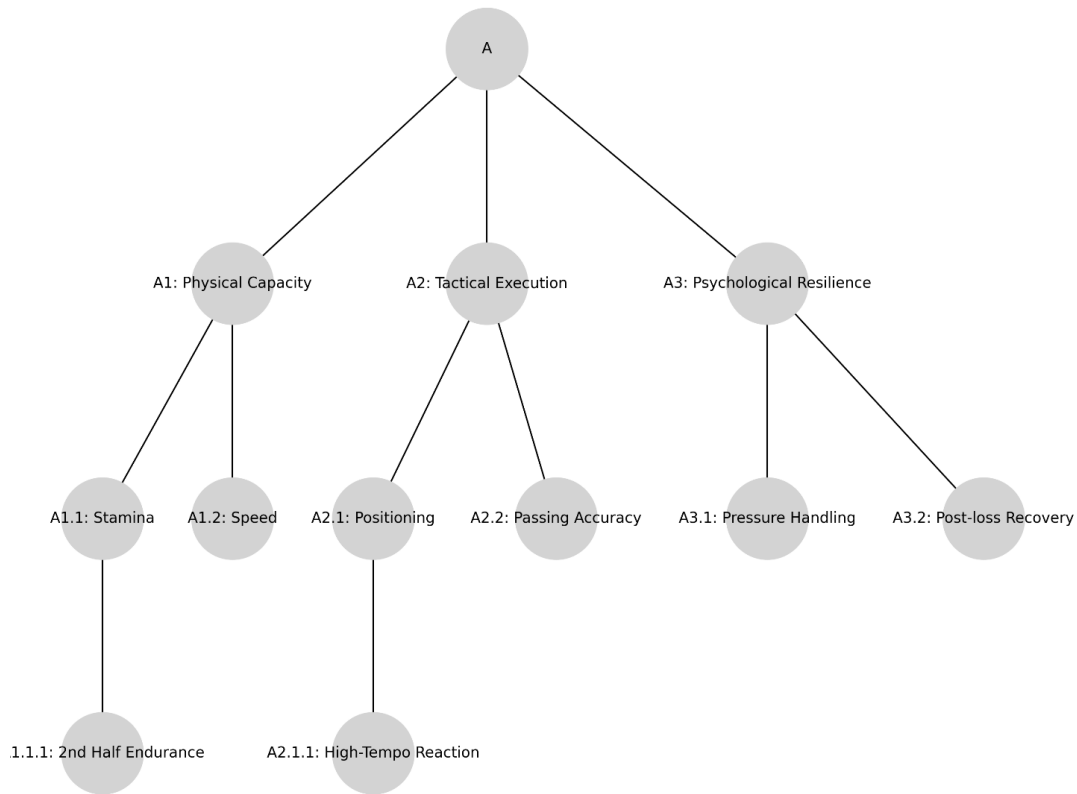 A
A1: Physical Capacity
A2: Tactical Execution
A3: Psychological Resilience
A1.1: Stamina
A1.2: Speed
A2.1: Positioning
A2.2: Passing Accuracy
A3.1: Pressure Handling
A3.2: Post-loss Recovery
.1.1.1: 2nd Half Endurance
A2.1.1: High-Tempo Reaction